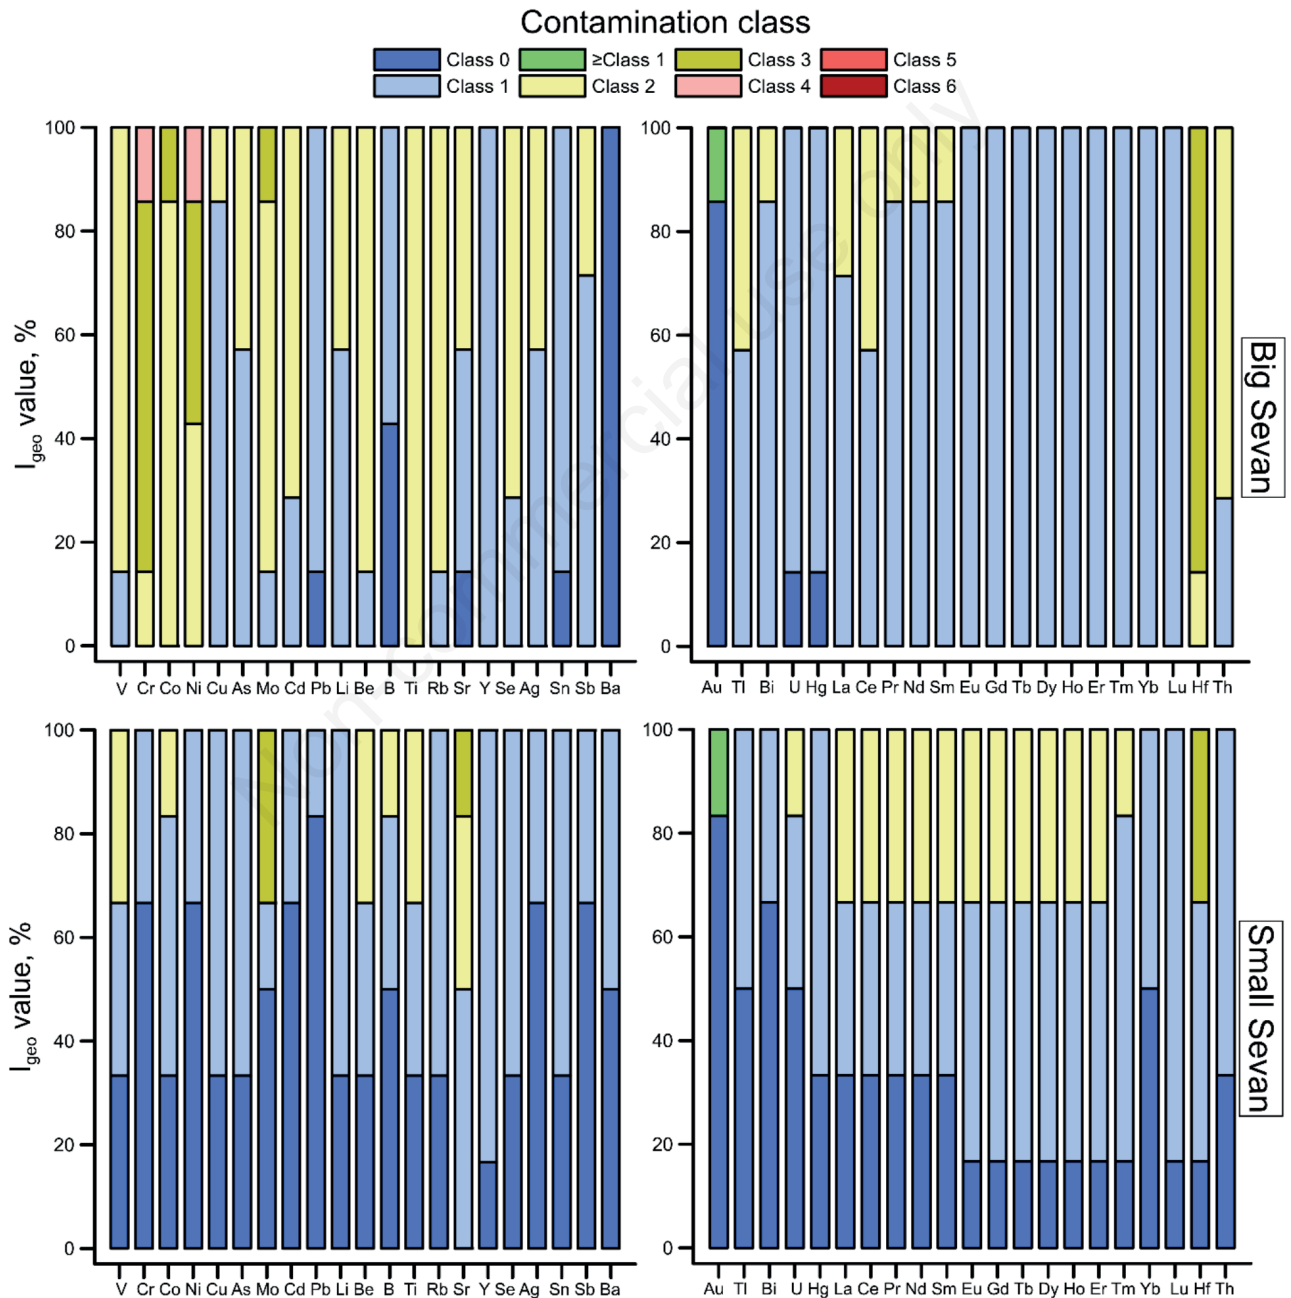 Contamination class
Class 0 ≥Class 1 Class 3 Class 5
Class 1 Class 2 Class 4 Class 6
100
80
60
40
20
0
I_geo value, %
V Cr Co Ni Cu As Mo Cd Pb Li Be B Ti Rb Sr Y Se Ag Sn Sb Ba
100
80
60
40
20
0
Au Tl Bi U Hg La Ce Pr Nd Sm Eu Gd Tb Dy Ho Er Tm Yb Lu Hf Th
Big Sevan
100
80
60
40
20
0
I_geo value, %
V Cr Co Ni Cu As Mo Cd Pb Li Be B Ti Rb Sr Y Se Ag Sn Sb Ba
100
80
60
40
20
0
Au Tl Bi U Hg La Ce Pr Nd Sm Eu Gd Tb Dy Ho Er Tm Yb Lu Hf Th
Small Sevan
Non-commercial use only